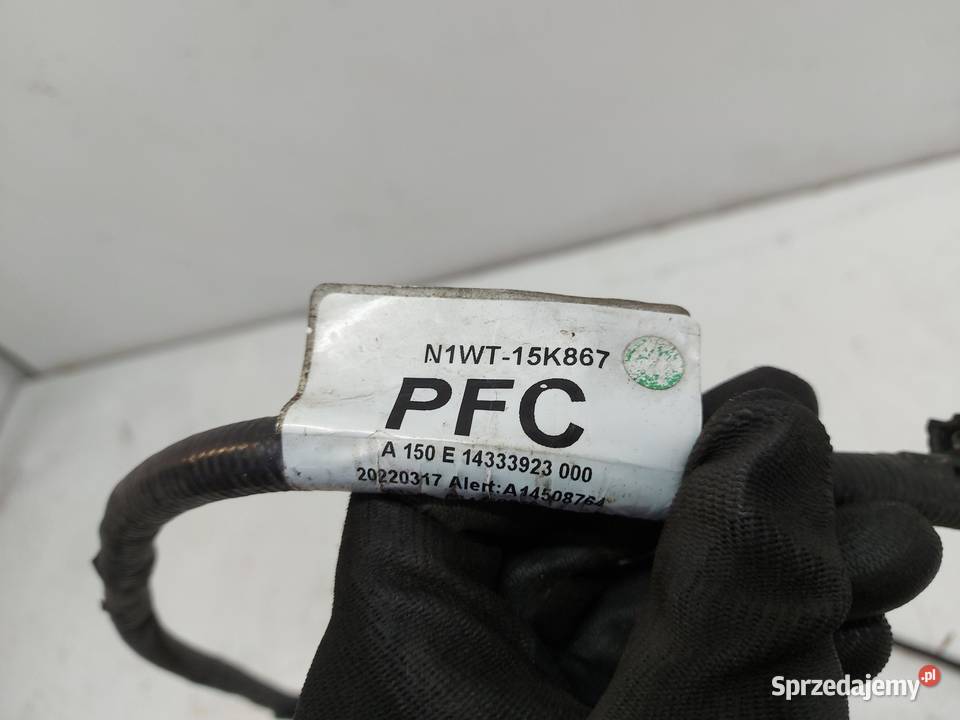 N1WT-15K867
PFC
A 150 E 14333923 000
20220317 Alert:A14508764
Sprzedajemy.pl